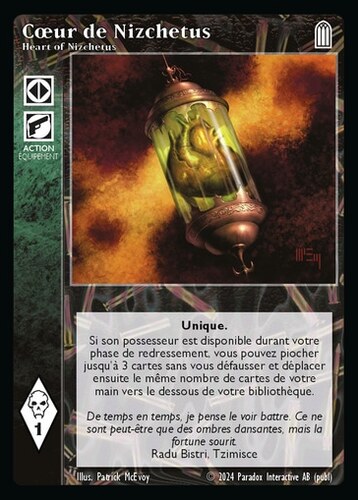 Cœur de Nizchetus
Heart of Nizchetus
ACTION
EQUIPEMENT
Unique.
Si son possesseur est disponible durant votre
phase de redressement, vous pouvez piocher
jusqu'à 3 cartes sans vous défausser et déplacer
ensuite le même nombre de cartes de votre
main vers le dessous de votre bibliothèque.
De temps en temps, je pense le voir battre. Ce ne
sont peut-être que des ombres dansantes, mais la
fortune sourit.
Radu Bistri, Tzimisce
1
Illus. Patrick McEvoy
© 2024 Paradox Interactive AB (publ)